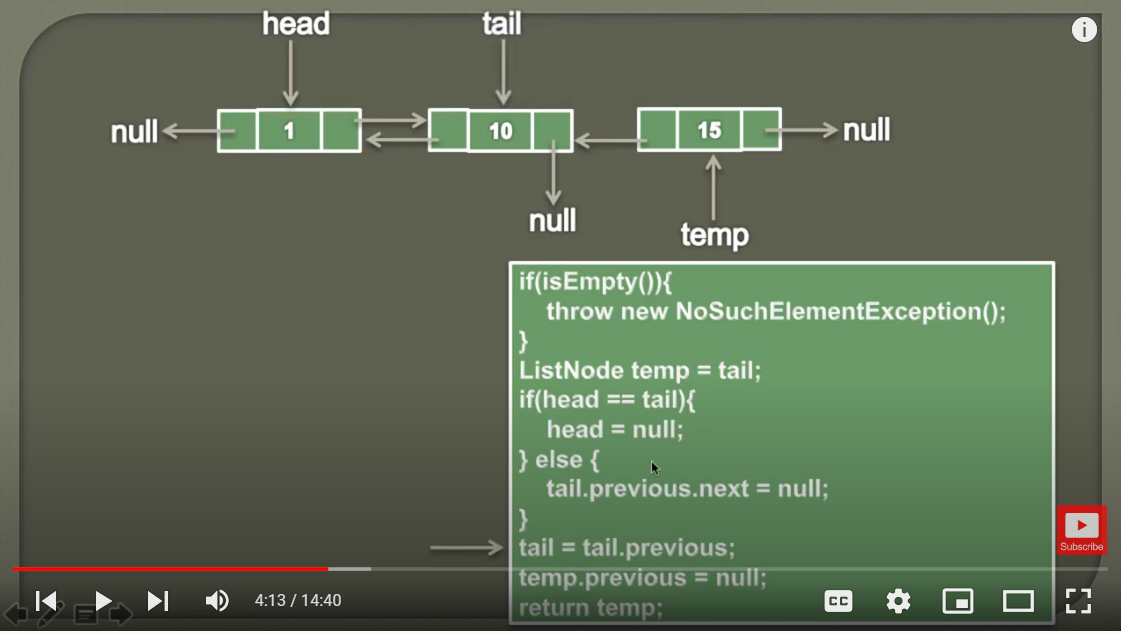 head tail
null 1 10 15 null
null
temp
if(isEmpty()){
throw new NoSuchElementException();
}
ListNode temp = tail;
if(head == tail){
head = null;
} else {
tail.previous.next = null;
}
tail = tail.previous;
temp.previous = null;
return temp;
Subscribe
4:13 / 14:40
CC
i